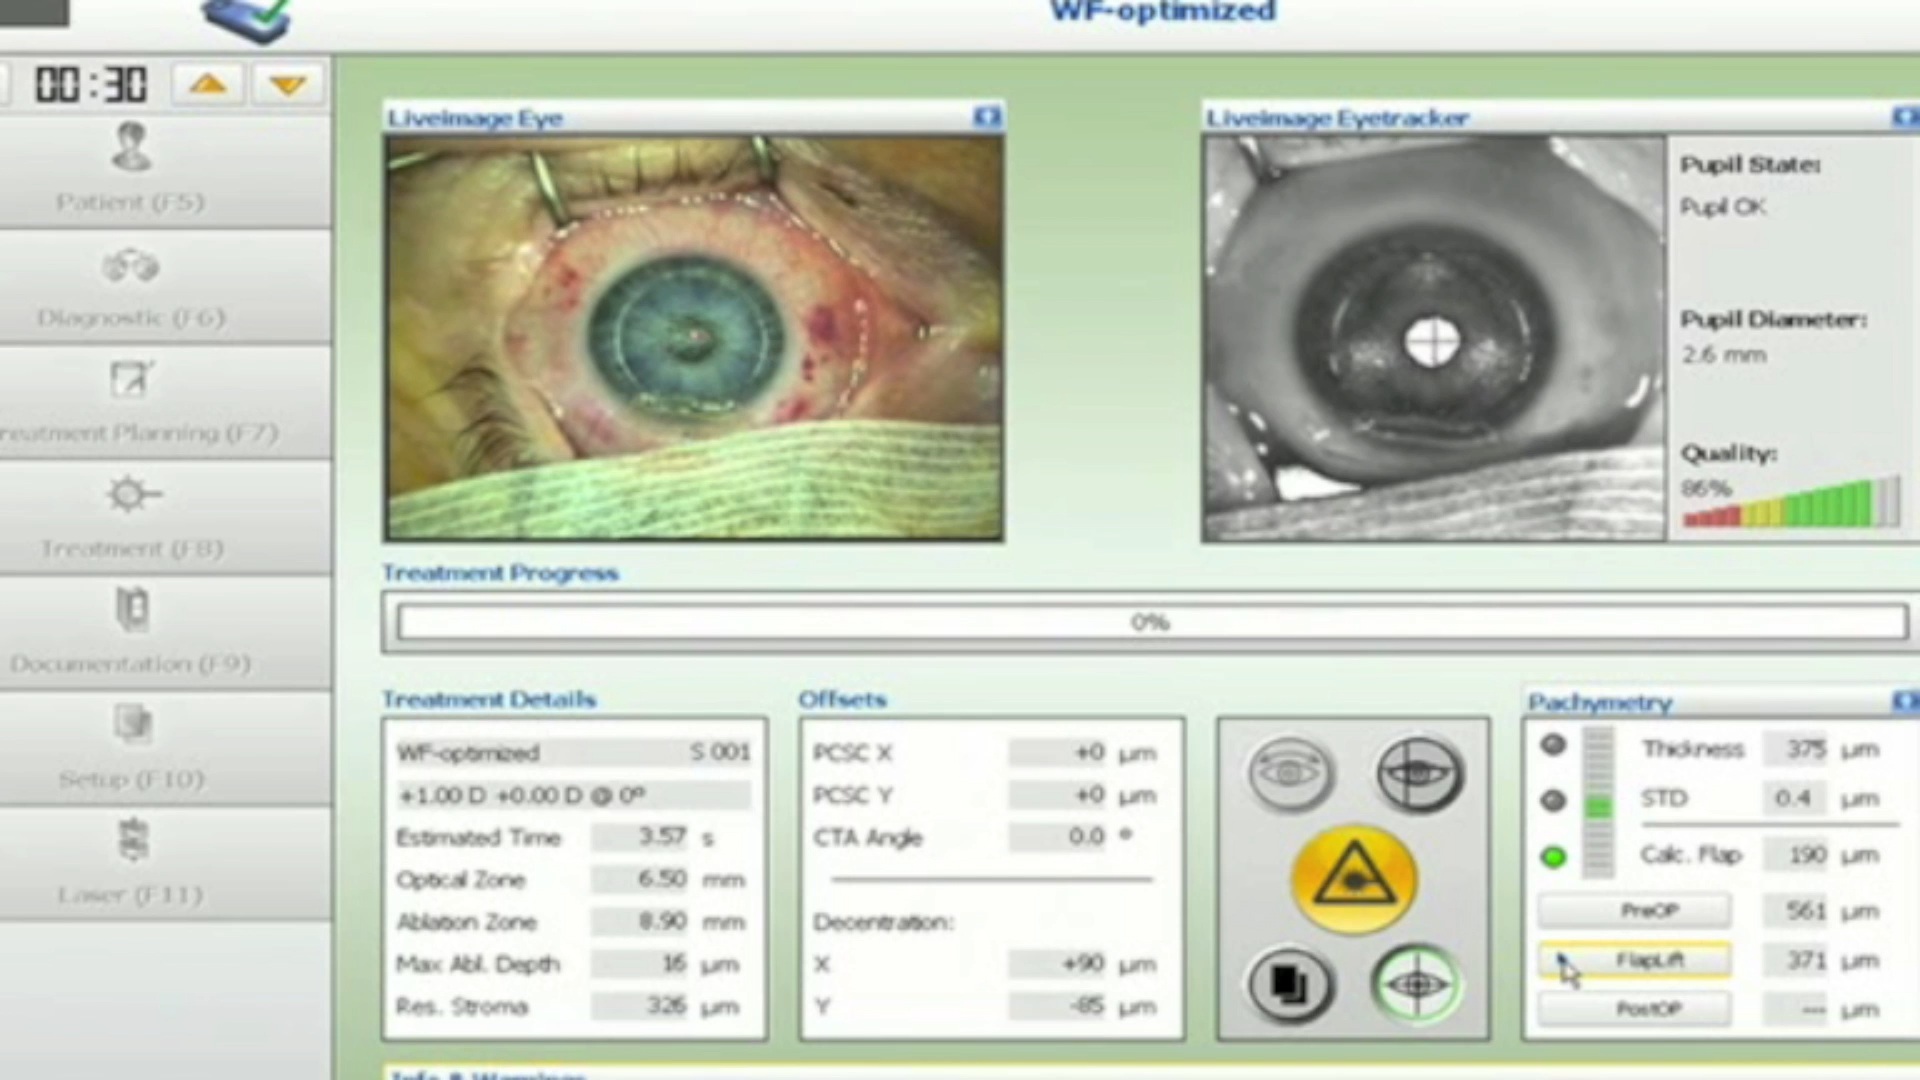 WF-optimized
00:30
Patient (F5)
Diagnostic (F6)
reatment Planning (F7)
Treatment (F8)
Documentation (F9)
Setup (F10)
Laser (F11)
LiveImage Eye
LiveImage Eyetracker
Pupil State:
Pupil OK
Pupil Diameter:
2.6 mm
Quality:
86%
Treatment Progress
0%
Treatment Details
WF-optimized S 001
+1.00 D +0.00 D @ 0°
Estimated Time 3.57 s
Optical Zone 6.50 mm
Ablation Zone 8.90 mm
Max Abl. Depth 16 µm
Res. Stroma 326 µm
Offsets
PCSC X +0 µm
PCSC Y +0 µm
CTA Angle 0.0 °
Decentration:
X +90 µm
Y -85 µm
Pachymetry
Thickness 375 µm
STD 0.4 µm
Calc. Flap 190 µm
PreOP 561 µm
FlapLift 371 µm
PostOP --- µm
Info & Warnings